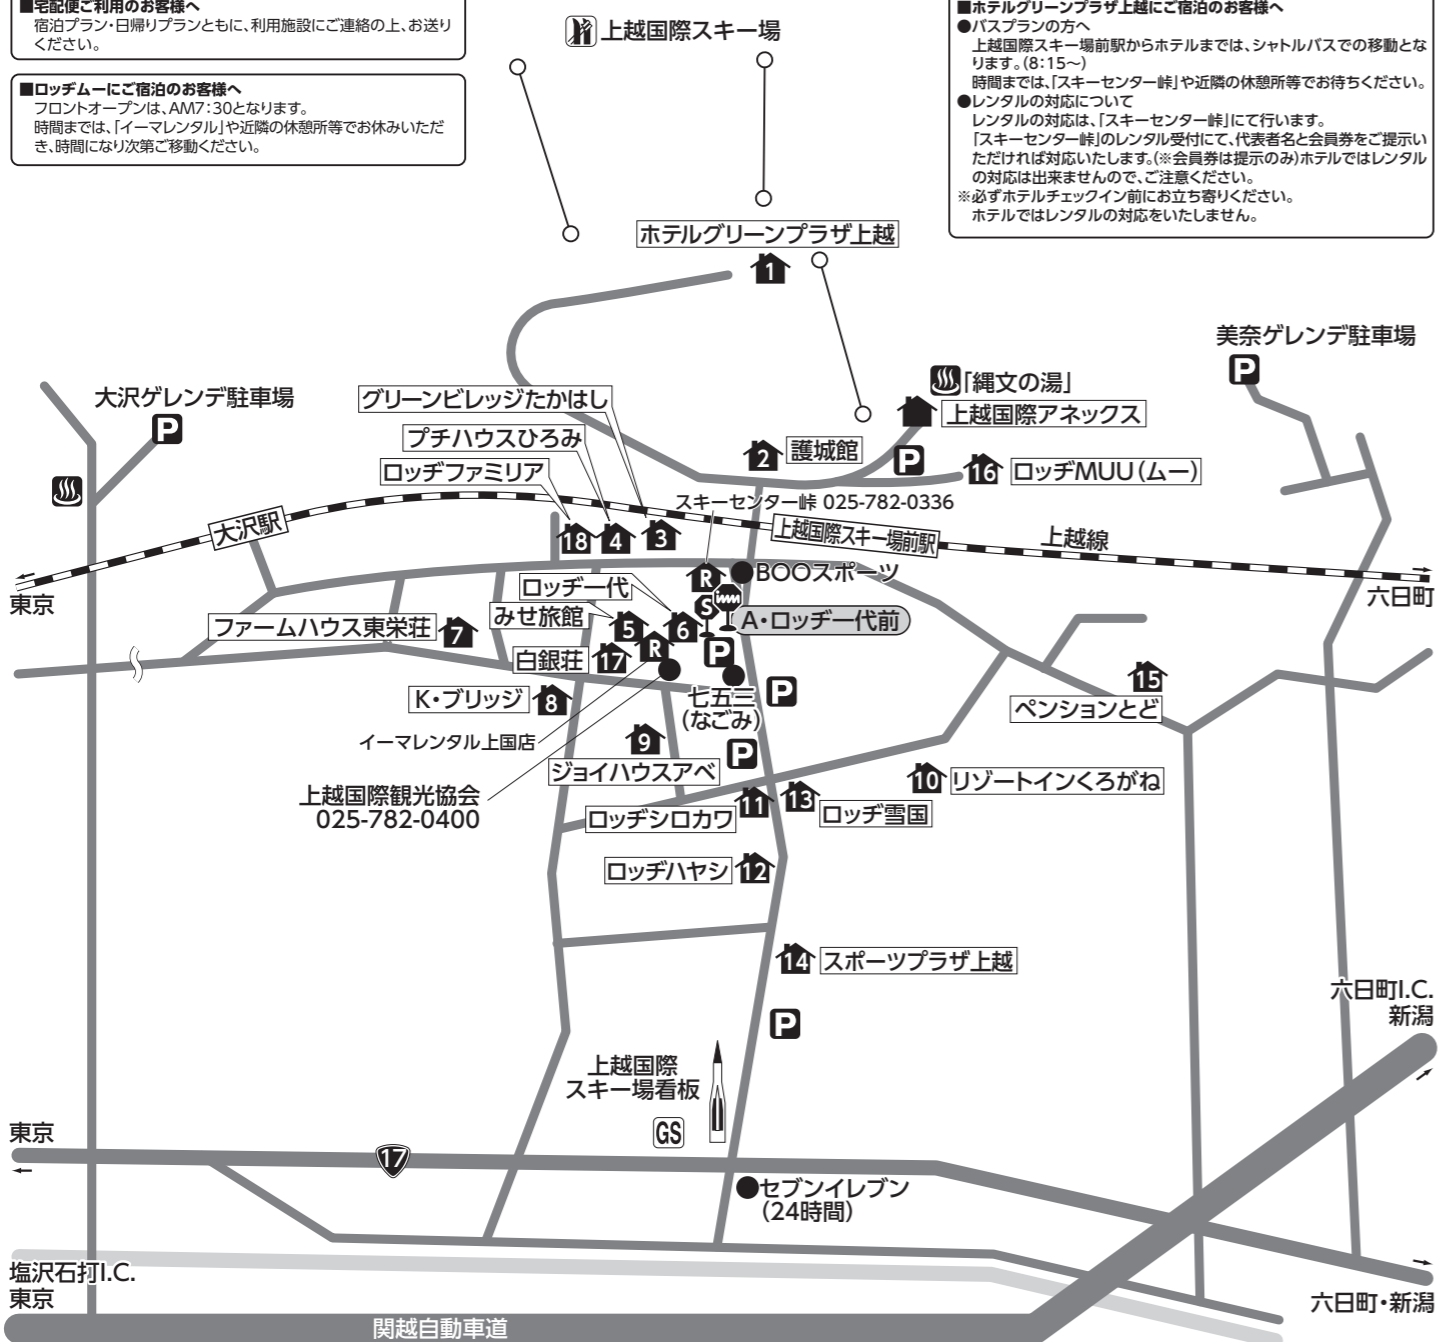 ■宅配便ご利用のお客様へ
宿泊プラン・日帰りプランともに、利用施設にご連絡の上、お送り
ください。
■ロッヂムーにご宿泊のお客様へ
フロントオープンは、AM7:30となります。
時間までは、「イーマレンタル」や近隣の休憩所等でお休みいただ
き、時間になり次第ご移動ください。
上越国際スキー場
■ホテルグリーンプラザ上越にご宿泊のお客様へ
●バスプランの方へ
上越国際スキー場前駅からホテルまでは、シャトルバスでの移動とな
ります。(8:15〜)
時間までは、「スキーセンター峠」や近隣の休憩所等でお待ちください。
●レンタルの対応について
レンタルの対応は、「スキーセンター峠」にて行います。
「スキーセンター峠」のレンタル受付にて、代表者名と会員券をご提示い
ただければ対応いたします。(※会員券は提示のみ)ホテルではレンタル
の対応は出来ませんので、ご注意ください。
※必ずホテルチェックイン前にお立ち寄りください。
ホテルではレンタルの対応をいたしません。
ホテルグリーンプラザ上越
1
美奈ゲレンデ駐車場
P
大沢ゲレンデ駐車場
P
グリーンビレッジたかはし
プチハウスひろみ
ロッヂファミリア
「縄文の湯」
上越国際アネックス
2
護城館
P
16
ロッヂMUU(ムー)
スキーセンター峠 025-782-0336
大沢駅
18
4
3
上越国際スキー場前駅
上越線
東京
六日町
R
BOOスポーツ
ロッヂ一代
みせ旅館
S
A・ロッヂ一代前
ファームハウス東栄荘
7
5
6
R
P
白銀荘
17
K・ブリッジ
8
七五三
(なごみ)
P
15
ペンションとど
イーマレンタル上国店
9
P
ジョイハウスアベ
10
リゾートインくろがね
上越国際観光協会
025-782-0400
ロッヂシロカワ
11
13
ロッヂ雪国
ロッヂハヤシ
12
14
スポーツプラザ上越
P
六日町I.C.
新潟
上越国際
スキー場看板
GS
東京
17
セブンイレブン
(24時間)
塩沢石打I.C.
東京
六日町・新潟
関越自動車道